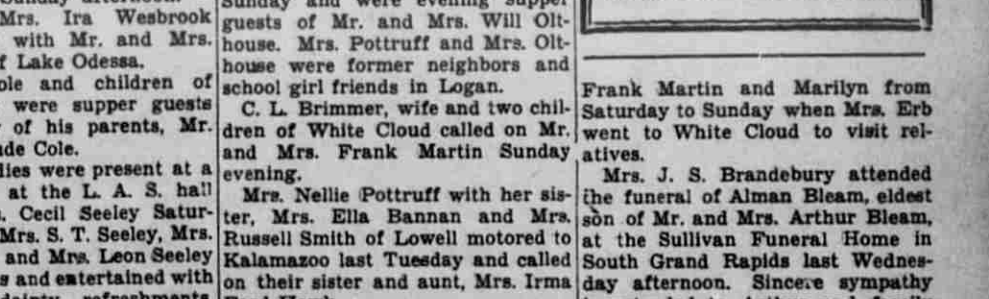 Mrs. Ira Wesbrook
with Mr. and Mrs.
f Lake Odessa.
ole and children of
were supper guests
of his parents, Mr.
ude Cole.
dies were present at a
at the L. A. S. hall
Cecil Seeley Satur-
Mrs. S. T. Seeley, Mrs.
and Mrs. Leon Seeley
s and eatertained with
refreshments
Sunday and were evening supper
guests of Mr. and Mrs. Will Olt-
house. Mrs. Pottruff and Mrs. Olt-
house were former neighbors and
school girl friends in Logan.
C. L. Brimmer, wife and two chil-
dren of White Cloud called on Mr.
and Mrs. Frank Martin Sunday
evening.
Mrs. Nellie Pottruff with her sis-
ter, Mrs. Ella Bannan and Mrs.
Russell Smith of Lowell motored to
Kalamazoo last Tuesday and called
on their sister and aunt, Mrs. Irma
Frank Martin and Marilyn from
Saturday to Sunday when Mrs. Erb
went to White Cloud to visit rel-
atives.
Mrs. J. S. Brandebury attended
the funeral of Alman Bleam, eldest
son of Mr. and Mrs. Arthur Bleam,
at the Sullivan Funeral Home in
South Grand Rapids last Wednes-
day afternoon. Sincere sympathy